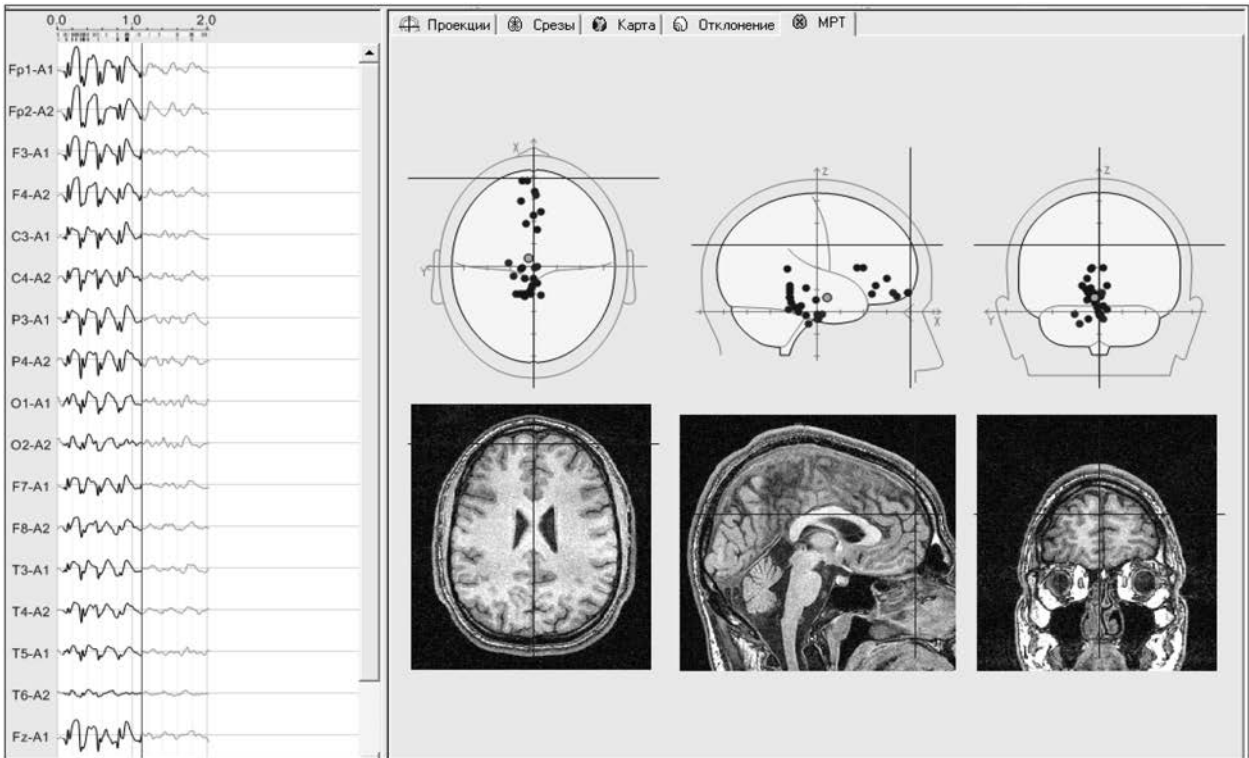 0.0 1.0 2.0
Проекции Срезы Карта Отклонение МРТ
Fp1-A1
Fp2-A2
F3-A1
F4-A2
C3-A1
C4-A2
P3-A1
P4-A2
O1-A1
O2-A2
F7-A1
F8-A2
T3-A1
T4-A2
T5-A1
T6-A2
Fz-A1
X
Y
Z
X
Z
Y